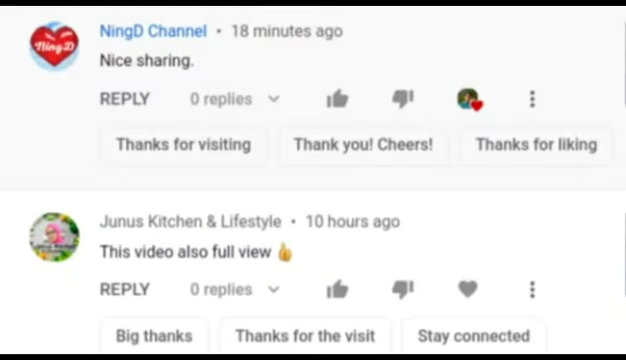 NingD Channel • 18 minutes ago
NingD
Nice sharing.
REPLY 0 replies
Thanks for visiting Thank you! Cheers! Thanks for liking
Junus Kitchen & Lifestyle • 10 hours ago
This video also full view 👍
REPLY 0 replies
Big thanks Thanks for the visit Stay connected